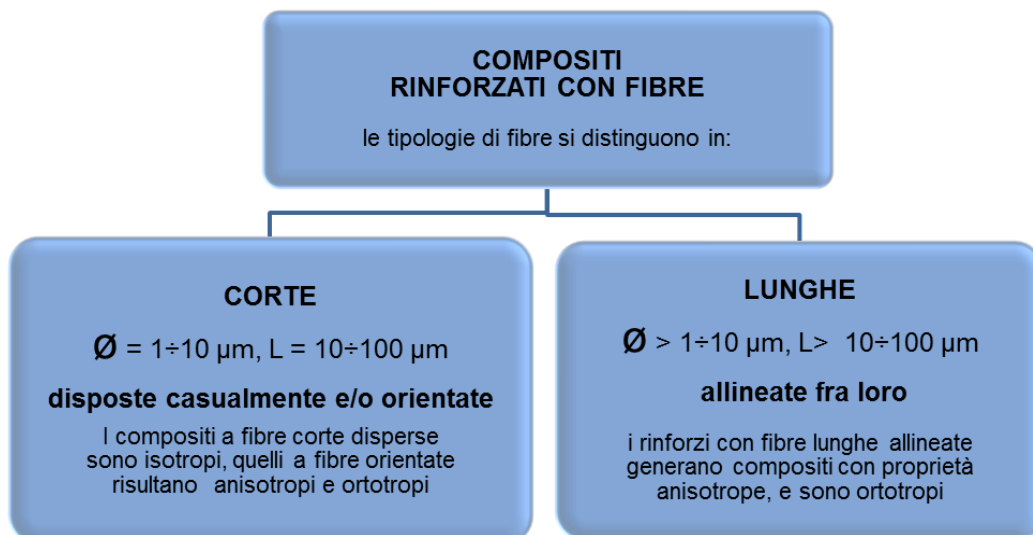 COMPOSITI
RINFORZATI CON FIBRE
le tipologie di fibre si distinguono in:
CORTE
Ø = 1÷10 µm, L = 10÷100 µm
disposte casualmente e/o orientate
I compositi a fibre corte disperse
sono isotropi, quelli a fibre orientate
risultano anisotropi e ortotropi
LUNGHE
Ø > 1÷10 µm, L> 10÷100 µm
allineate fra loro
i rinforzi con fibre lunghe allineate
generano compositi con proprietà
anisotrope, e sono ortotropi